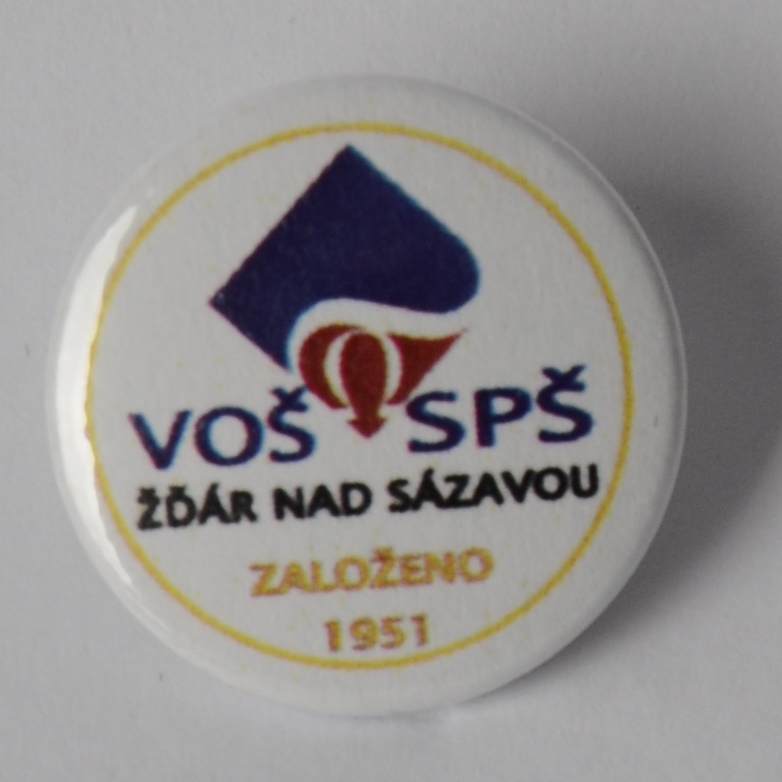 VOŠ SPŠ
ŽĎÁR NAD SÁZAVOU
ZALOŽENO
1951